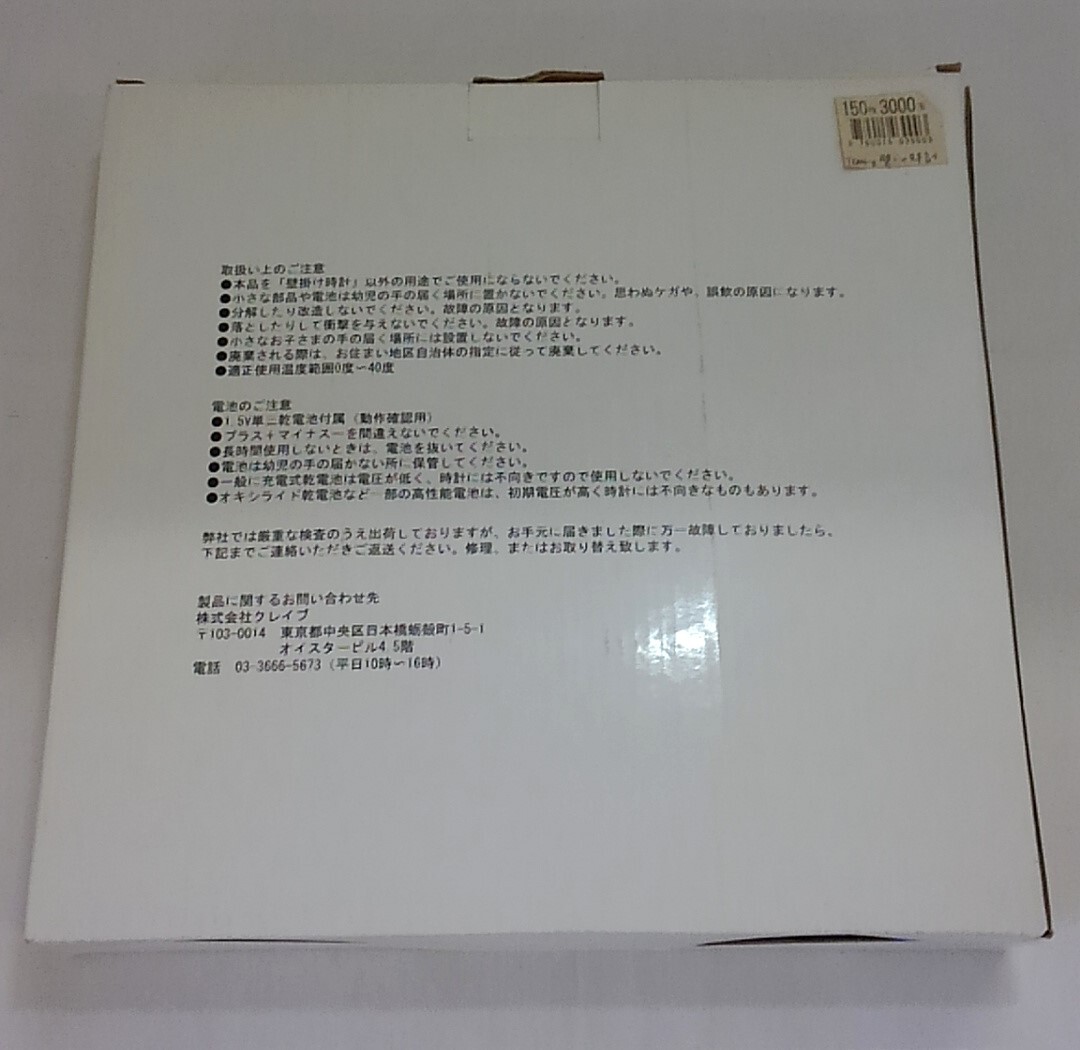 150 3000
取扱い上のご注意
●本品を「壁掛け時計」以外の用途でご使用にならないでください。
●小さな部品や電池は幼児の手の届く場所に置かないでください。思わぬケガや、誤飲の原因になります。
●分解したり改造しないでください。故障の原因となります。
●落としたりして衝撃を与えないでください。故障の原因となります。
●小さなお子さまの手の届く場所には設置しないでください。
●廃棄される際は、お住まい地区自治体の指定に従って廃棄してください。
●適正使用温度範囲0度〜40度
電池のご注意
●1.5V単三乾電池付属（動作確認用）
●プラス＋マイナス－を間違えないでください。
●長時間使用しないときは、電池を抜いてください。
●電池は幼児の手の届かない所に保管してください。
●一般に充電式乾電池は電圧が低く、時計には不向きですので使用しないでください。
●オキシライド乾電池など一部の高性能電池は、初期電圧が高く時計には不向きなものもあります。
弊社では厳重な検査のうえ出荷しておりますが、お手元に届きました際に万一故障しておりましたら、
下記までご連絡いただきご返送ください。修理、またはお取り替え致します。
製品に関するお問い合わせ先
株式会社クレイブ
〒103-0014 東京都中央区日本橋蛎殻町1-5-1
オイスタービル4,5階
電話 03-3666-5673（平日10時〜16時）